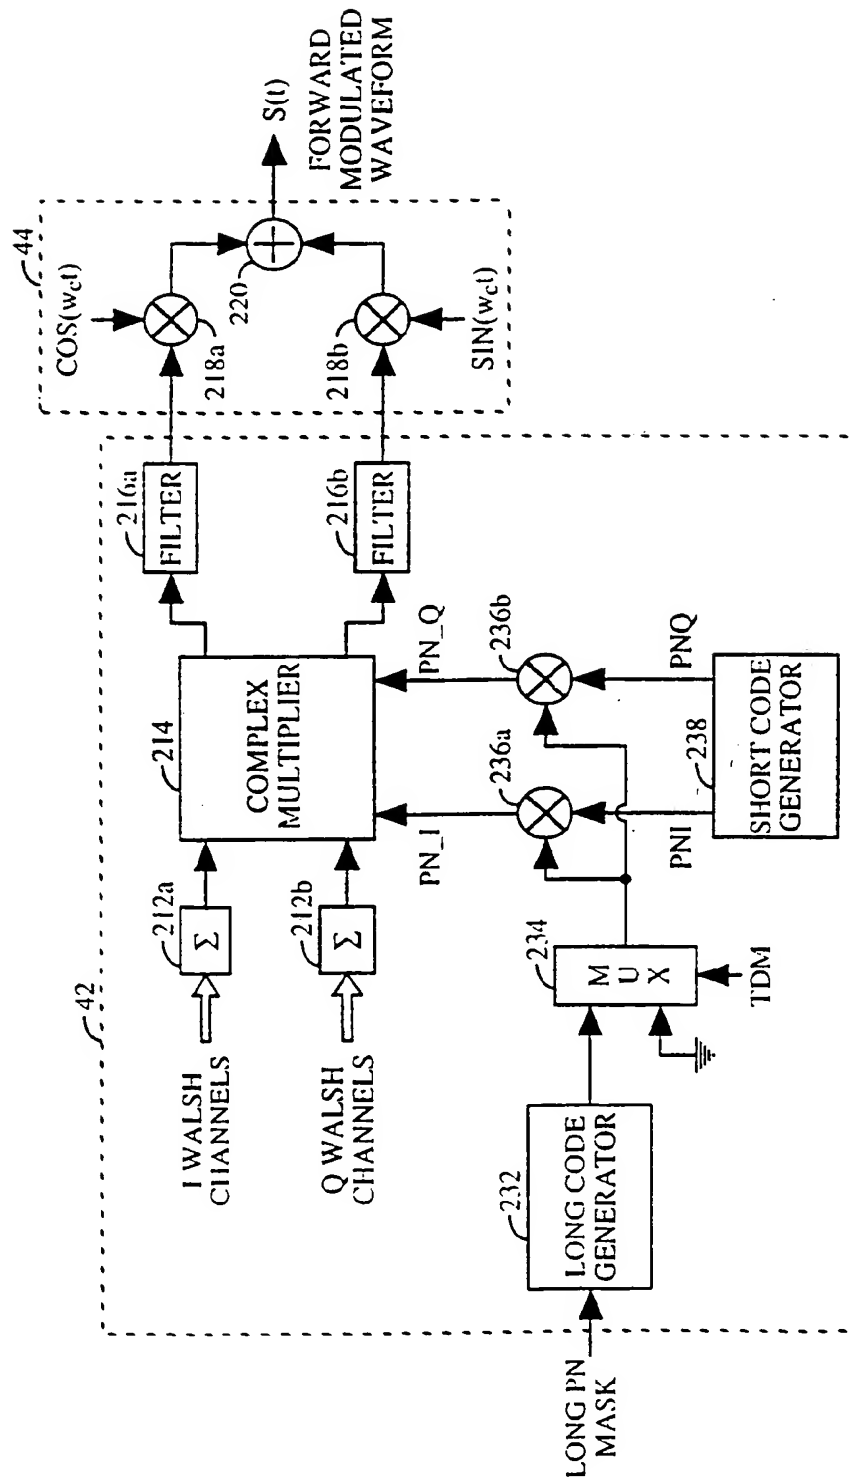 42
44
I WALSH
CHANNELS
212a
Σ
Q WALSH
CHANNELS
212b
Σ
214
COMPLEX
MULTIPLIER
216a
FILTER
216b
FILTER
COS(wct)
218a
218b
SIN(wct)
220
S(t)
FORWARD
MODULATED
WAVEFORM
PN_I
PN_Q
236a
236b
LONG PN
MASK
232
LONG CODE
GENERATOR
234
M
U
X
TDM
PNI
PNQ
238
SHORT CODE
GENERATOR